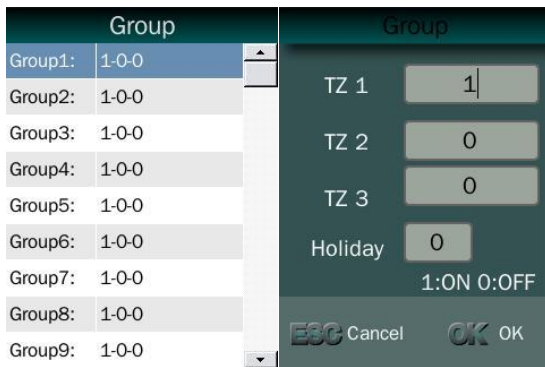 Group
Group1: 1-0-0
Group2: 1-0-0
Group3: 1-0-0
Group4: 1-0-0
Group5: 1-0-0
Group6: 1-0-0
Group7: 1-0-0
Group8: 1-0-0
Group9: 1-0-0
Group
TZ 1 1
TZ 2 0
TZ 3 0
Holiday 0
1:ON 0:OFF
ESC Cancel OK OK